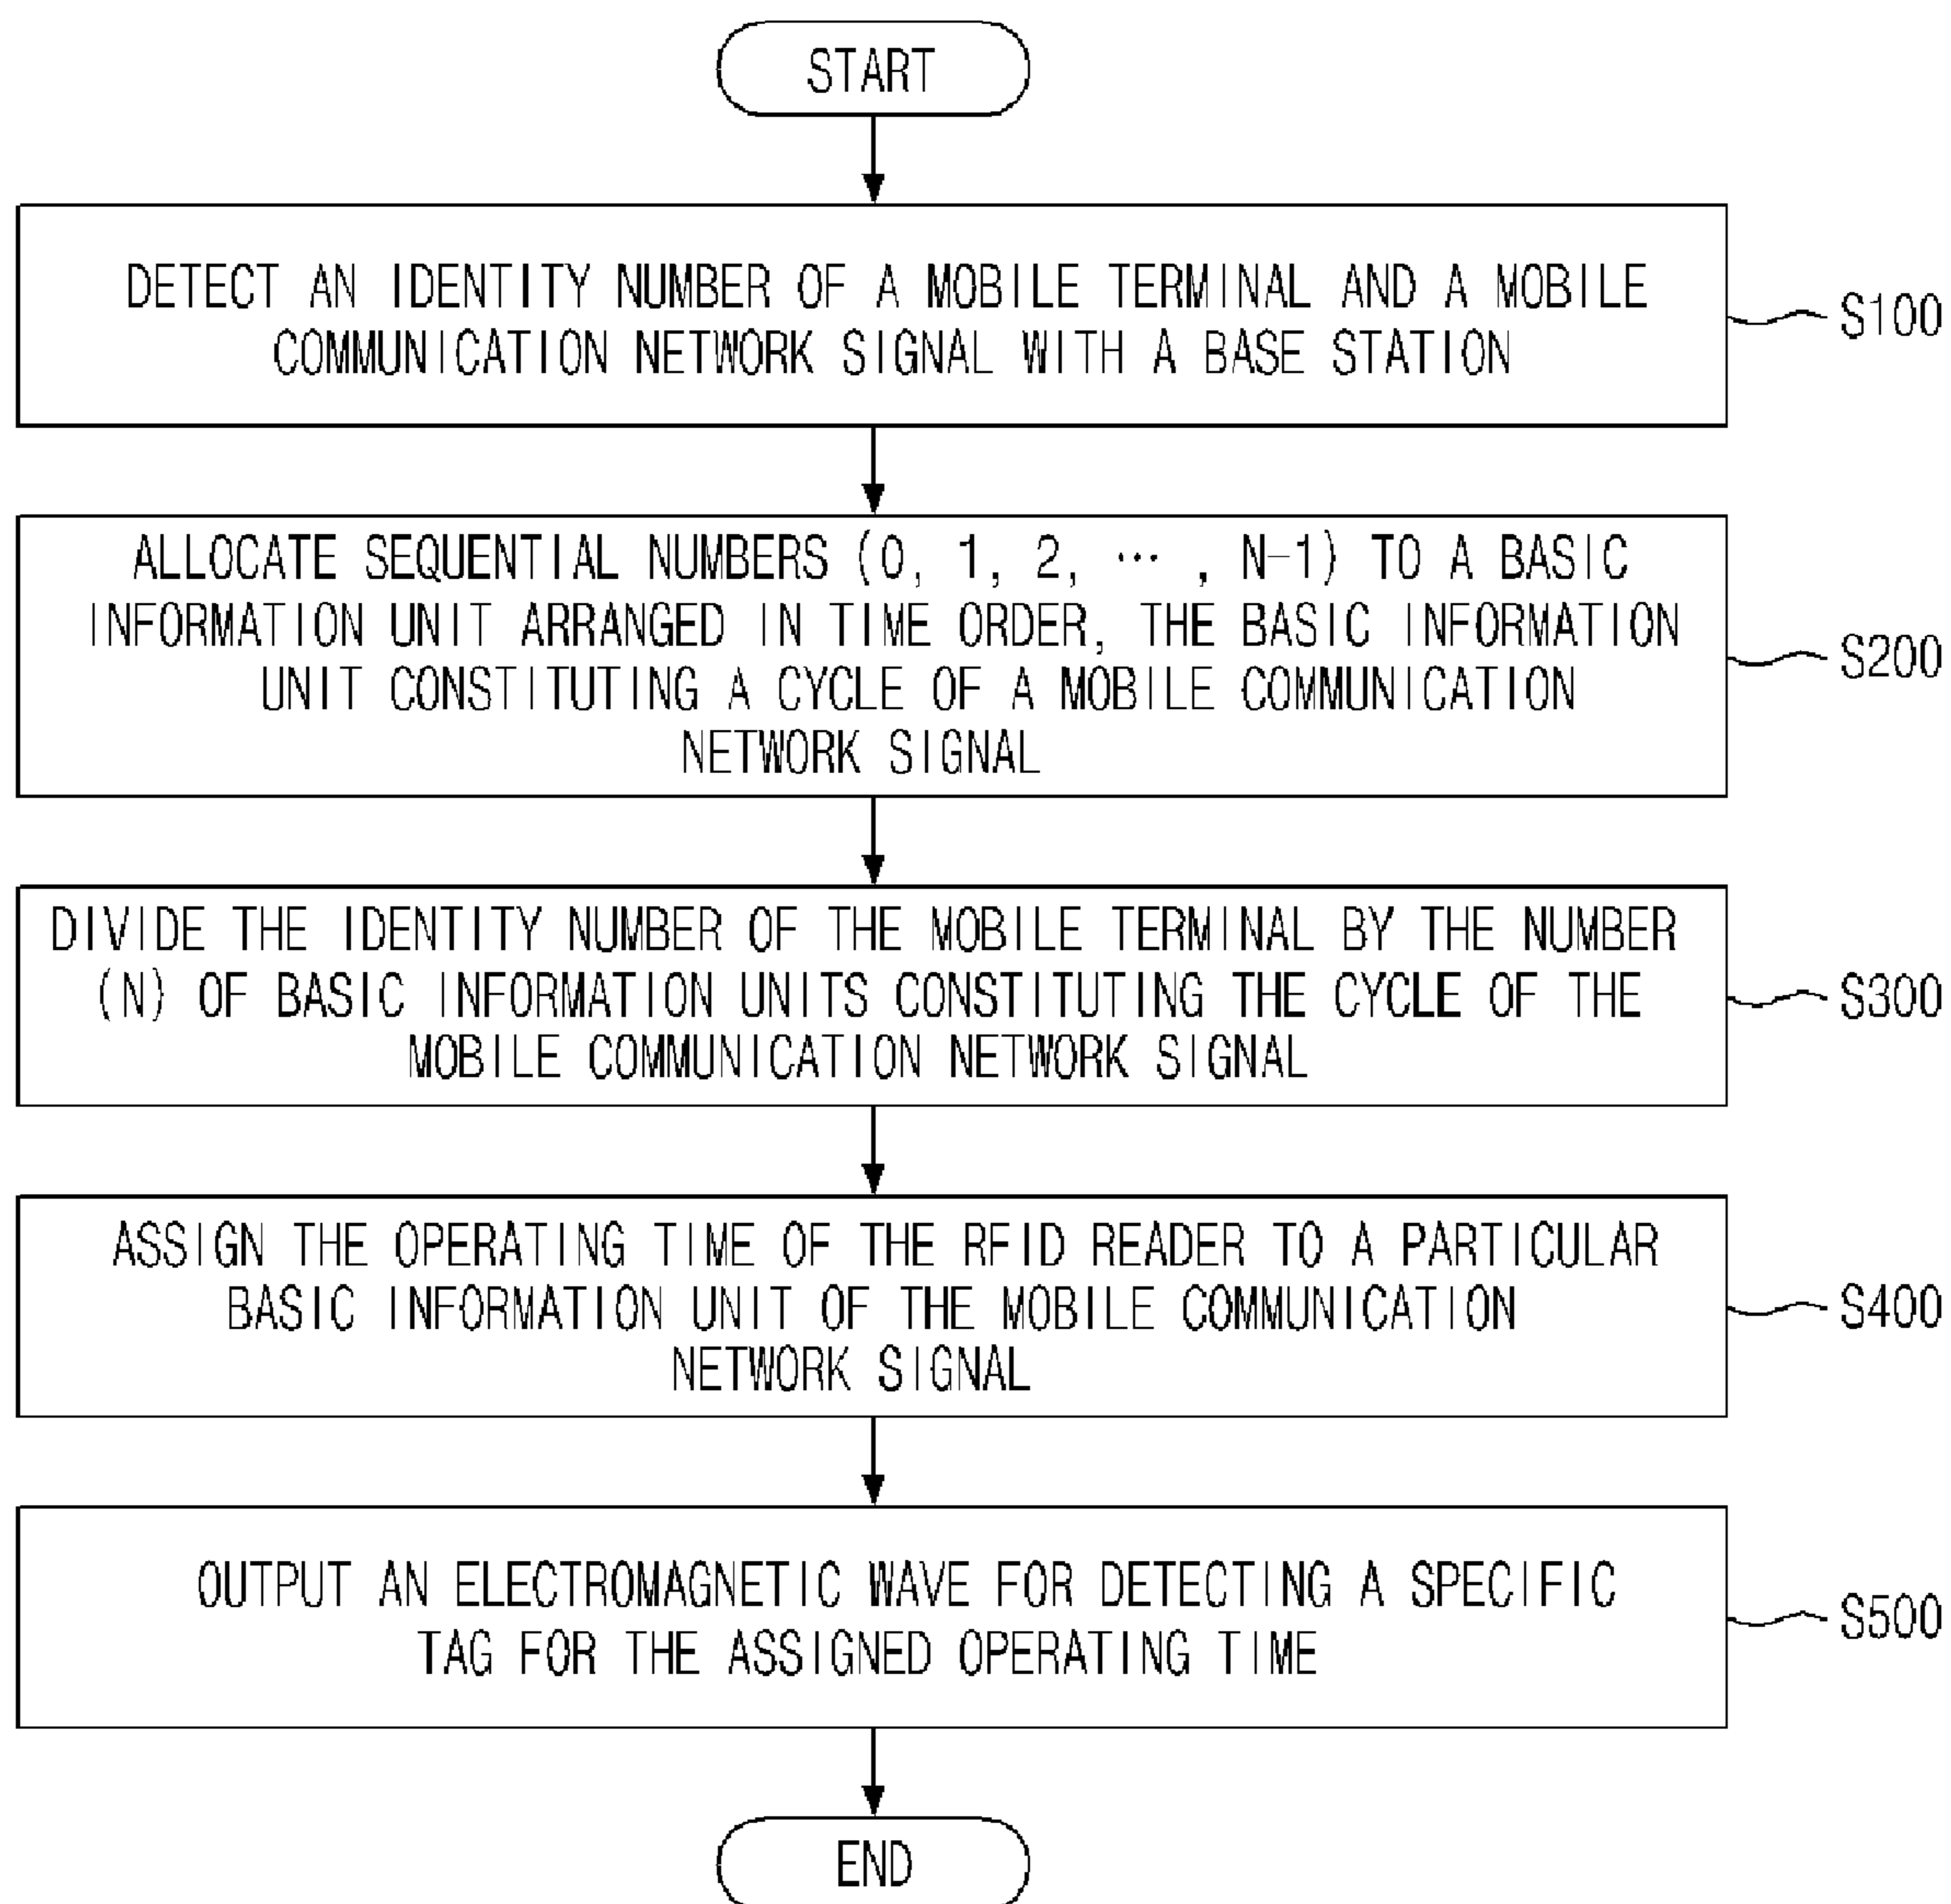 START
DETECT AN IDENTITY NUMBER OF A MOBILE TERMINAL AND A MOBILE
COMMUNICATION NETWORK SIGNAL WITH A BASE STATION
S100
ALLOCATE SEQUENTIAL NUMBERS (0, 1, 2, ··· , N-1) TO A BASIC
INFORMATION UNIT ARRANGED IN TIME ORDER, THE BASIC INFORMATION
UNIT CONSTITUTING A CYCLE OF A MOBILE COMMUNICATION
NETWORK SIGNAL
S200
DIVIDE THE IDENTITY NUMBER OF THE MOBILE TERMINAL BY THE NUMBER
(N) OF BASIC INFORMATION UNITS CONSTITUTING THE CYCLE OF THE
MOBILE COMMUNICATION NETWORK SIGNAL
S300
ASSIGN THE OPERATING TIME OF THE RFID READER TO A PARTICULAR
BASIC INFORMATION UNIT OF THE MOBILE COMMUNICATION
NETWORK SIGNAL
S400
OUTPUT AN ELECTROMAGNETIC WAVE FOR DETECTING A SPECIFIC
TAG FOR THE ASSIGNED OPERATING TIME
S500
END